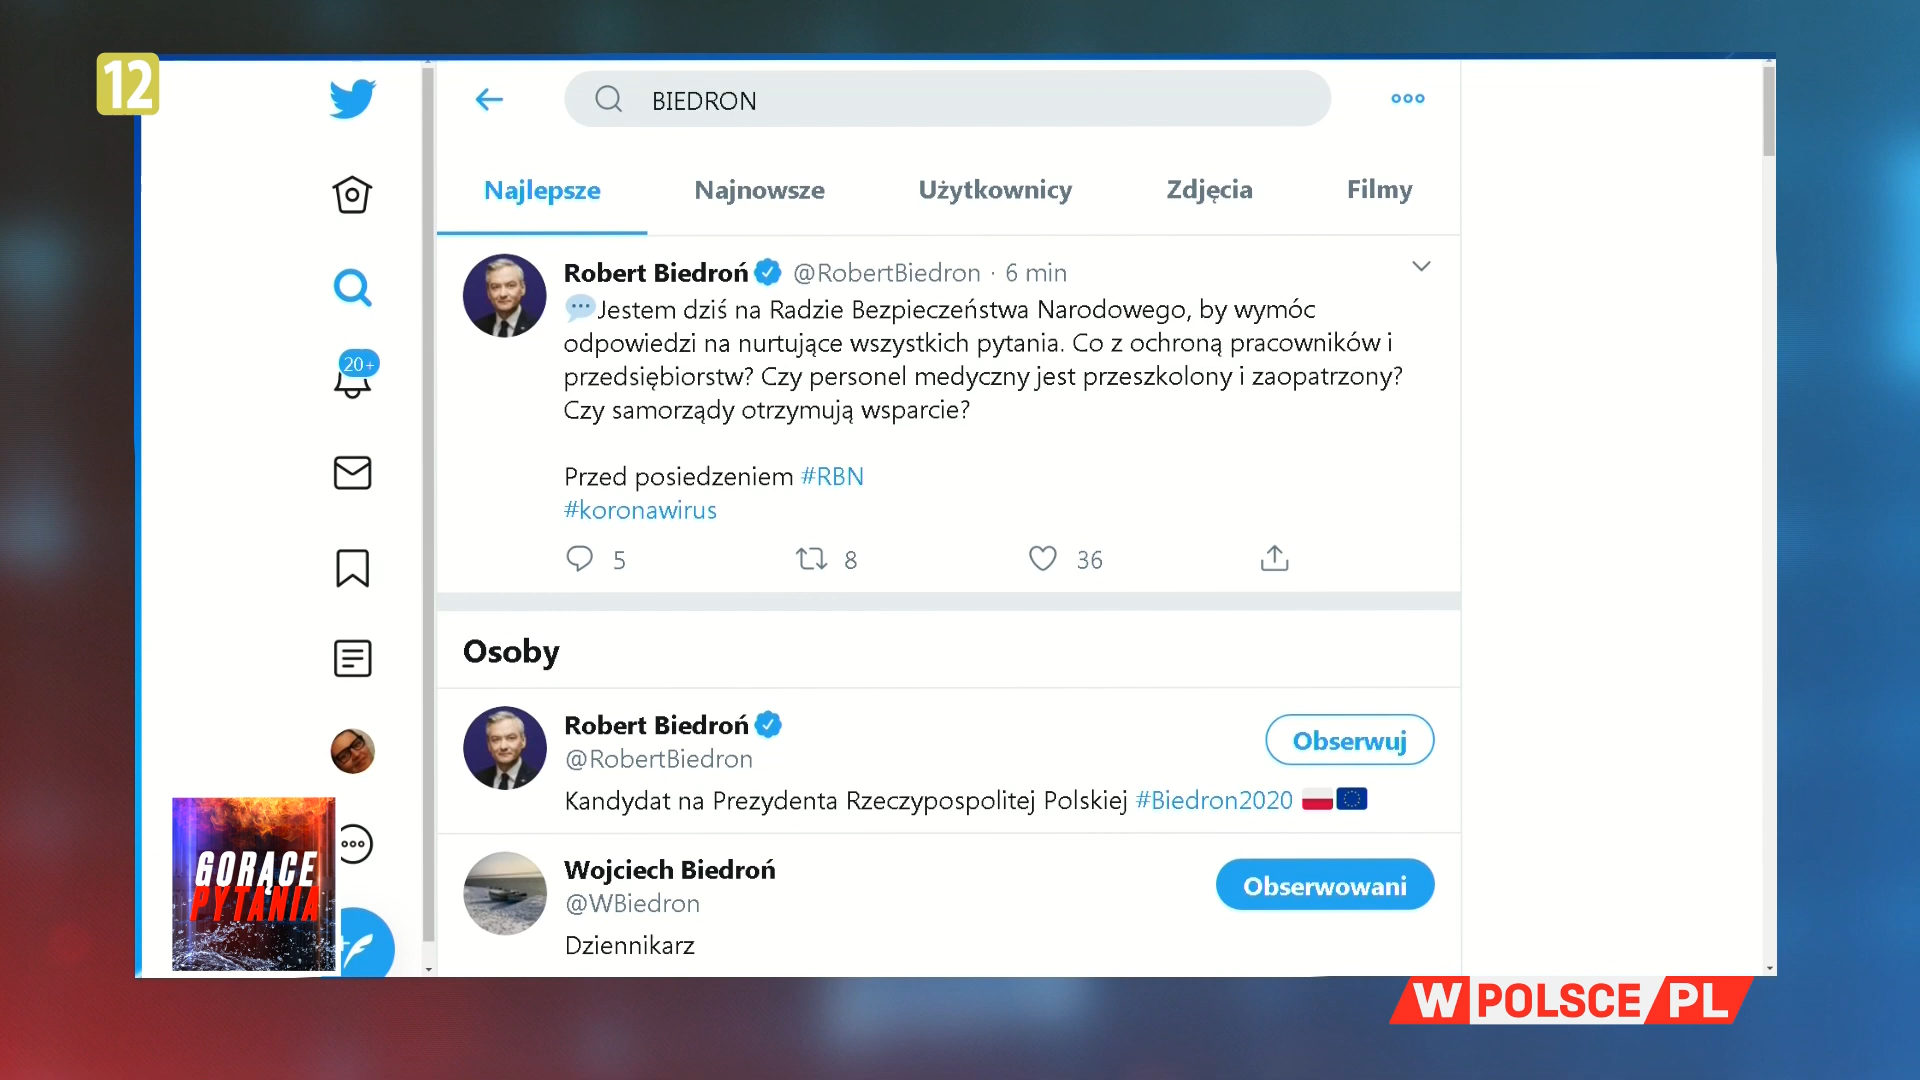 12
BIEDRON
Najlepsze Najnowsze Użytkownicy Zdjęcia Filmy
Robert Biedroń @RobertBiedron · 6 min
Jestem dziś na Radzie Bezpieczeństwa Narodowego, by wymóc
odpowiedzi na nurtujące wszystkich pytania. Co z ochroną pracowników i
przedsiębiorstw? Czy personel medyczny jest przeszkolony i zaopatrzony?
Czy samorządy otrzymują wsparcie?
Przed posiedzeniem #RBN
#koronawirus
5 8 36
20+
Osoby
Robert Biedroń
@RobertBiedron
Obserwuj
Kandydat na Prezydenta Rzeczypospolitej Polskiej #Biedron2020
Wojciech Biedroń
@WBiedron
Obserwowani
Dziennikarz
GORĄCE
PYTANIA
W POLSCE/PL